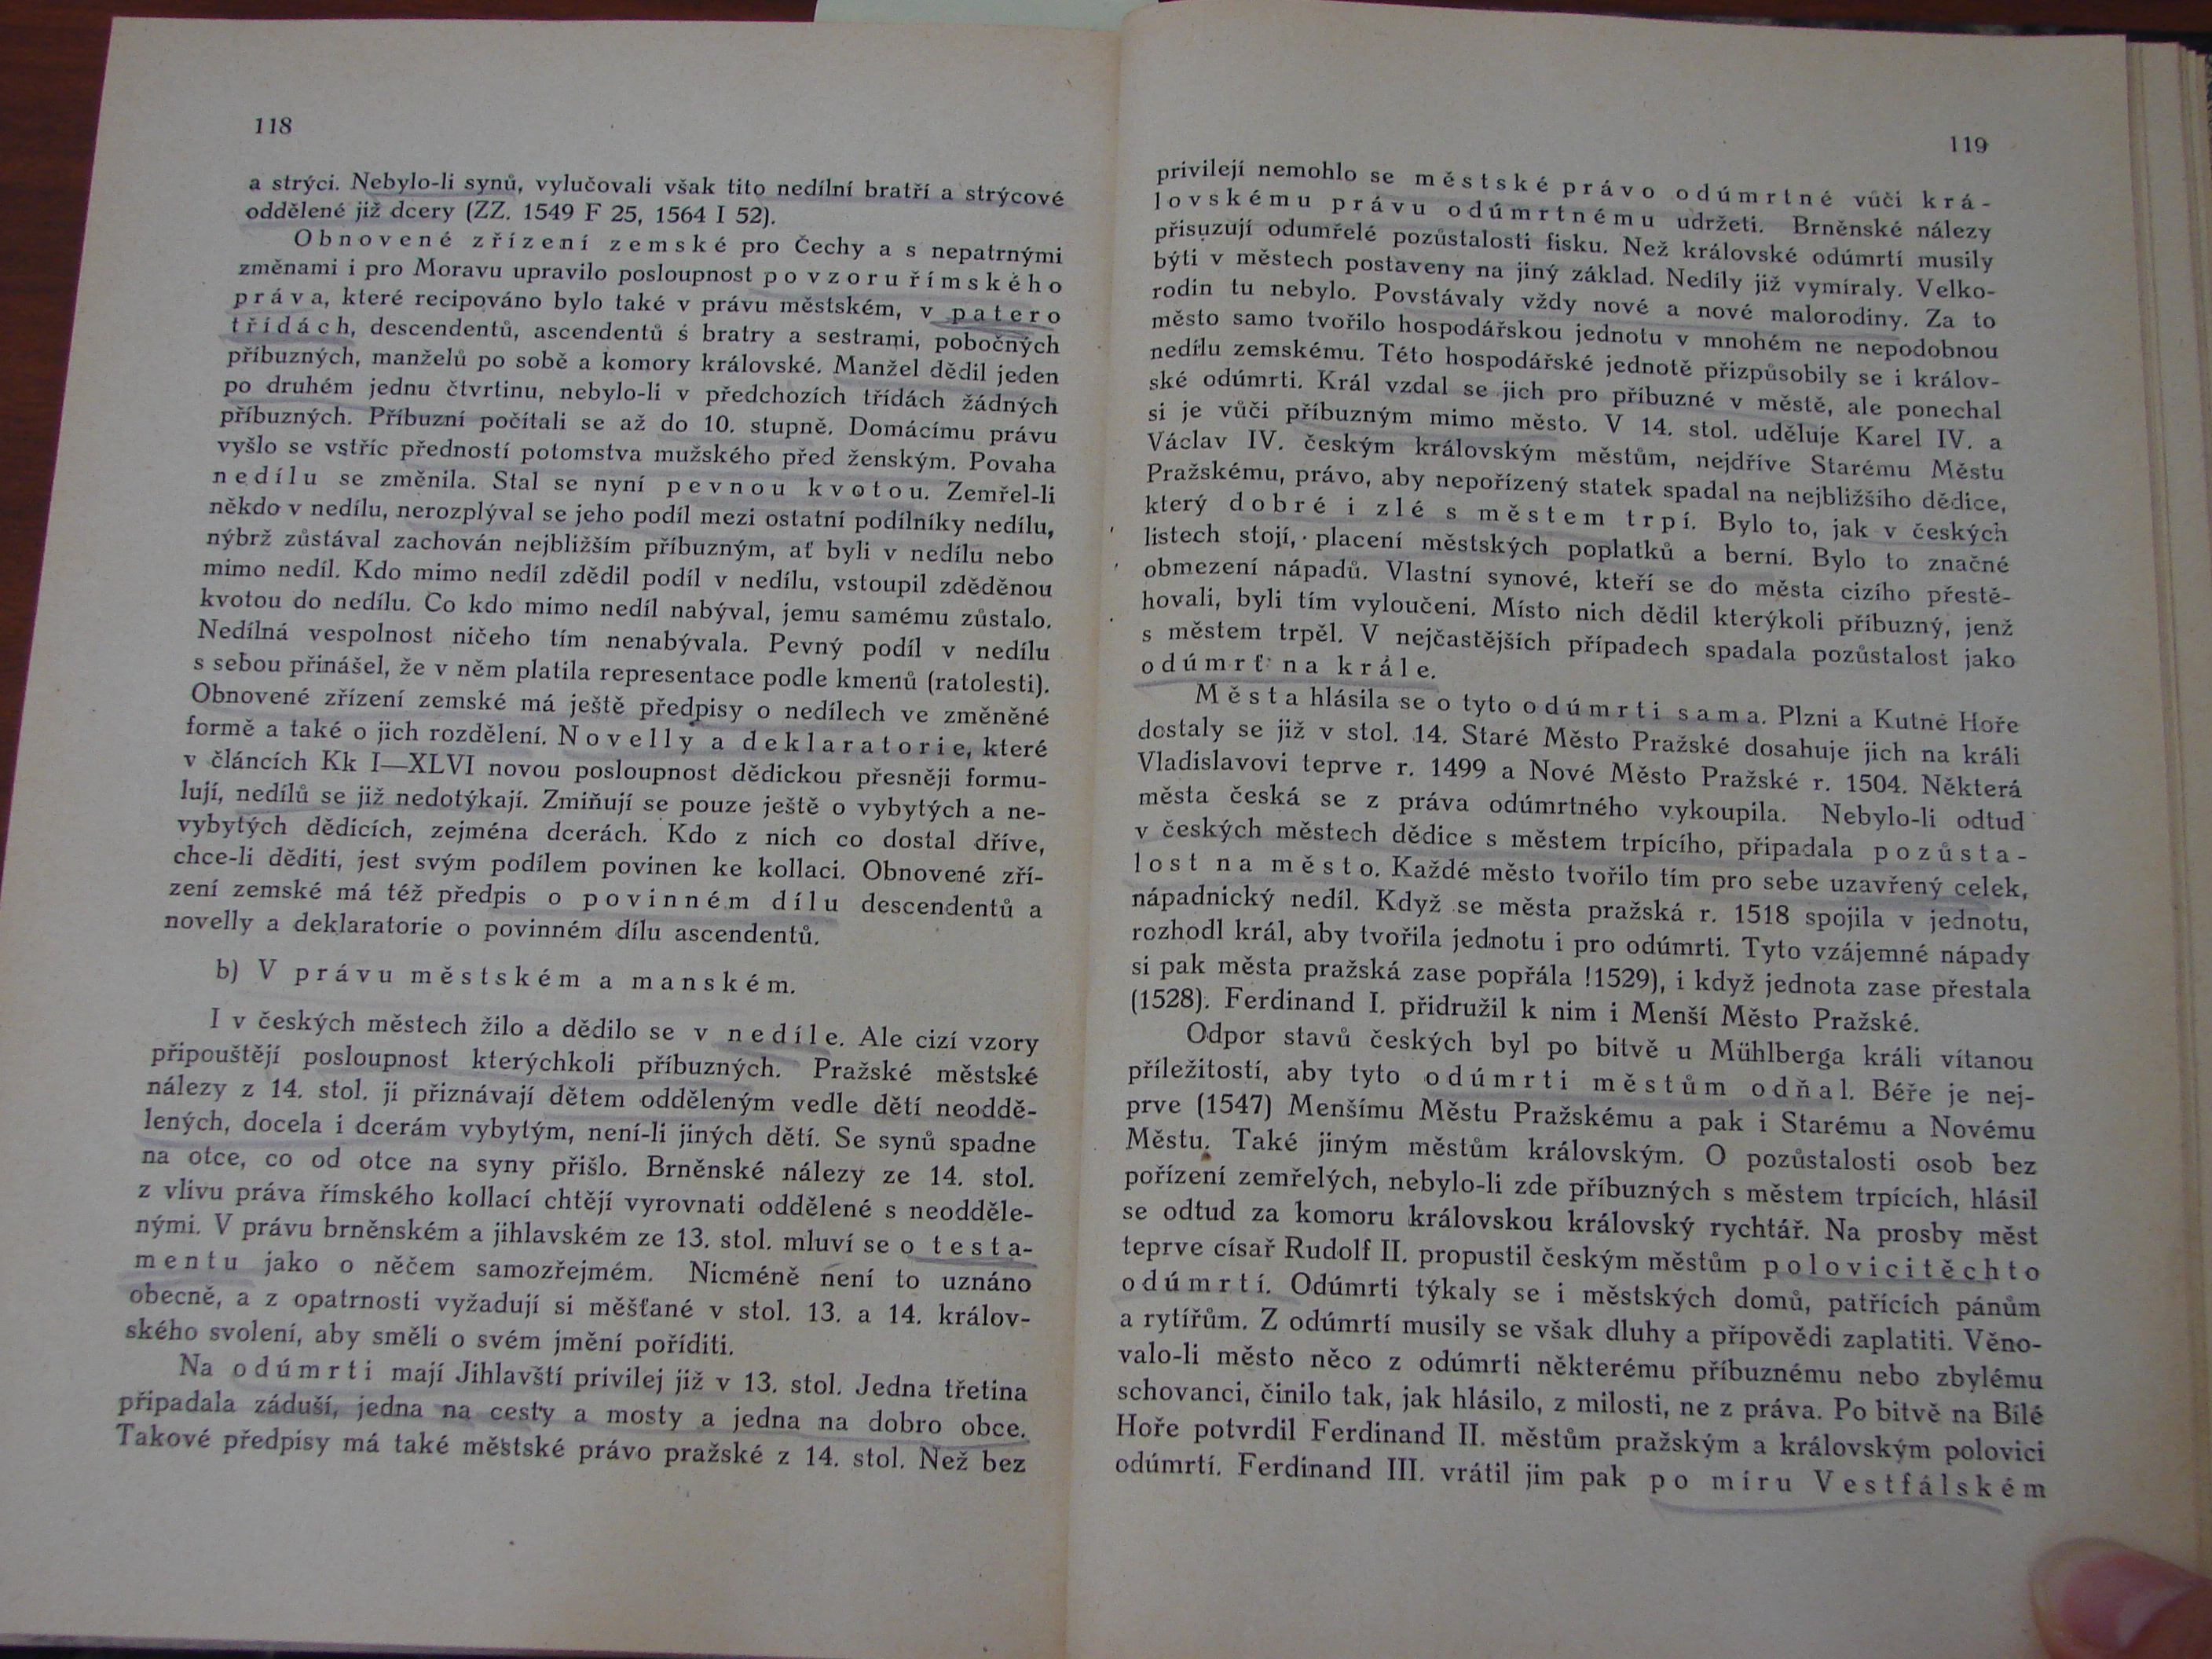 118
a strýci. Nebylo-li synů, vylučovali však tito nedílní bratří a strýcové
oddělené již dcery (ZZ. 1549 F 25, 1564 I 52).
Obnovené zřízení zemské pro Čechy a s nepatrnými
změnami i pro Moravu upravilo posloupnost po vzoru římského
práva, které recipováno bylo také v právu městském, v patero
třídách, descendentů, ascendentů s bratry a sestrami, pobočných
příbuzných, manželů po sobě a komory královské. Manžel dědil jeden
po druhém jednu čtvrtinu, nebylo-li v předchozích třídách žádných
příbuzných. Příbuzní počítali se až do 10. stupně. Domácímu právu
vyšlo se vstříc předností potomstva mužského před ženským. Povaha
nedílu se změnila. Stal se nyní pevnou kvotou. Zemřel-li
někdo v nedílu, nerozplýval se jeho podíl mezi ostatní podílníky nedílu,
nýbrž zůstával zachován nejbližším příbuzným, ať byli v nedílu nebo
mimo nedíl. Kdo mimo nedíl zdědil podíl v nedílu, vstoupil zděděnou
kvotou do nedílu. Co kdo mimo nedíl nabýval, jemu samému zůstalo.
Nedílná vespolnost ničeho tím nenabývala. Pevný podíl v nedílu
s sebou přinášel, že v něm platila representace podle kmenů (ratolesti).
Obnovené zřízení zemské má ještě předpisy o nedílech ve změněné
formě a také o jich rozdělení. Novelly a deklaratorie, které
v článcích Kk I—XLVI novou posloupnost dědickou přesněji formu-
lují, nedílů se již nedotýkají. Zmiňují se pouze ještě o vybytých a ne-
vybytých dědicích, zejména dcerách. Kdo z nich co dostal dříve,
chce-li děditi, jest svým podílem povinen ke kollaci. Obnovené zří-
zení zemské má též předpis o povinném dílu descendentů a
novelly a deklaratorie o povinném dílu ascendentů.
b) V právu městském a manském.
I v českých městech žilo a dědilo se v nedíle. Ale cizí vzory
připouštějí posloupnost kterýchkoli příbuzných. Pražské městské
nálezy z 14. stol. ji přiznávají dětem odděleným vedle dětí neoddě-
lených, docela i dcerám vybytým, není-li jiných dětí. Se synů spadne
na otce, co od otce na syny přišlo. Brněnské nálezy ze 14. stol.
z vlivu práva římského kollací chtějí vyrovnati oddělené s neodděle-
nými. V právu brněnském a jihlavském ze 13. stol. mluví se o testa-
mentu jako o něčem samozřejmém. Nicméně není to uznáno
obecně, a z opatrnosti vyžadují si měšťané v stol. 13. a 14. králov-
ského svolení, aby směli o svém jmění poříditi.
Na odúmrti mají Jihlavští privilej již v 13. stol. Jedna třetina
připadala záduší, jedna na cesty a mosty a jedna na dobro obce.
Takové předpisy má také městské právo pražské z 14. stol. Než bez
119
privilejí nemohlo se městské právo odúmrtné vůči krá-
lovskému právu odúmrtnému udržeti. Brněnské nálezy
přisuzují odumřelé pozůstalosti fisku. Než královské odúmrtí musily
býti v městech postaveny na jiný základ. Nedíly již vymíraly. Velko-
rodin tu nebylo. Povstávaly vždy nové a nové malorodiny. Za to
město samo tvořilo hospodářskou jednotu v mnohém ne nepodobnou
nedílu zemskému. Této hospodářské jednotě přizpůsobily se i králov-
ské odúmrti. Král vzdal se jich pro příbuzné v městě, ale ponechal
si je vůči příbuzným mimo město. V 14. stol. uděluje Karel IV. a
Václav IV. českým královským městům, nejdříve Starému Městu
Pražskému, právo, aby nepořízený statek spadal na nejbližšího dědice,
který dobré i zlé s městem trpí. Bylo to, jak v českých
listech stojí, placení městských poplatků a berní. Bylo to značné
obmezení nápadů. Vlastní synové, kteří se do města cizího přestě-
hovali, byli tím vyloučeni. Místo nich dědil kterýkoli příbuzný, jenž
s městem trpěl. V nejčastějších případech spadala pozůstalost jako
odúmrť na krále.
Města hlásila se o tyto odúmrti sama. Plzni a Kutné Hoře
dostaly se již v stol. 14. Staré Město Pražské dosahuje jich na králi
Vladislavovi teprve r. 1499 a Nové Město Pražské r. 1504. Některá
města česká se z práva odúmrtného vykoupila. Nebylo-li odtud
v českých městech dědice s městem trpícího, připadala pozůsta-
lost na město. Každé město tvořilo tím pro sebe uzavřený celek,
nápadnický nedíl. Když se města pražská r. 1518 spojila v jednotu,
rozhodl král, aby tvořila jednotu i pro odúmrti. Tyto vzájemné nápady
si pak města pražská zase popřála !1529), i když jednota zase přestala
(1528). Ferdinand I. přidružil k nim i Menší Město Pražské.
Odpor stavů českých byl po bitvě u Mühlberga králi vítanou
příležitostí, aby tyto odúmrti městům odňal. Béře je nej-
prve (1547) Menšímu Městu Pražskému a pak i Starému a Novému
Městu. Také jiným městům královským. O pozůstalosti osob bez
pořízení zemřelých, nebylo-li zde příbuzných s městem trpících, hlásil
se odtud za komoru královskou královský rychtář. Na prosby měst
teprve císař Rudolf II. propustil českým městům polovici těchto
odúmrtí. Odúmrti týkaly se i městských domů, patřících pánům
a rytířům. Z odúmrtí musily se však dluhy a přípovědi zaplatiti. Věno-
valo-li město něco z odúmrti některému příbuznému nebo zbylému
schovanci, činilo tak, jak hlásilo, z milosti, ne z práva. Po bitvě na Bílé
Hoře potvrdil Ferdinand II. městům pražským a královským polovici
odúmrtí. Ferdinand III. vrátil jim pak po míru Vestfálském